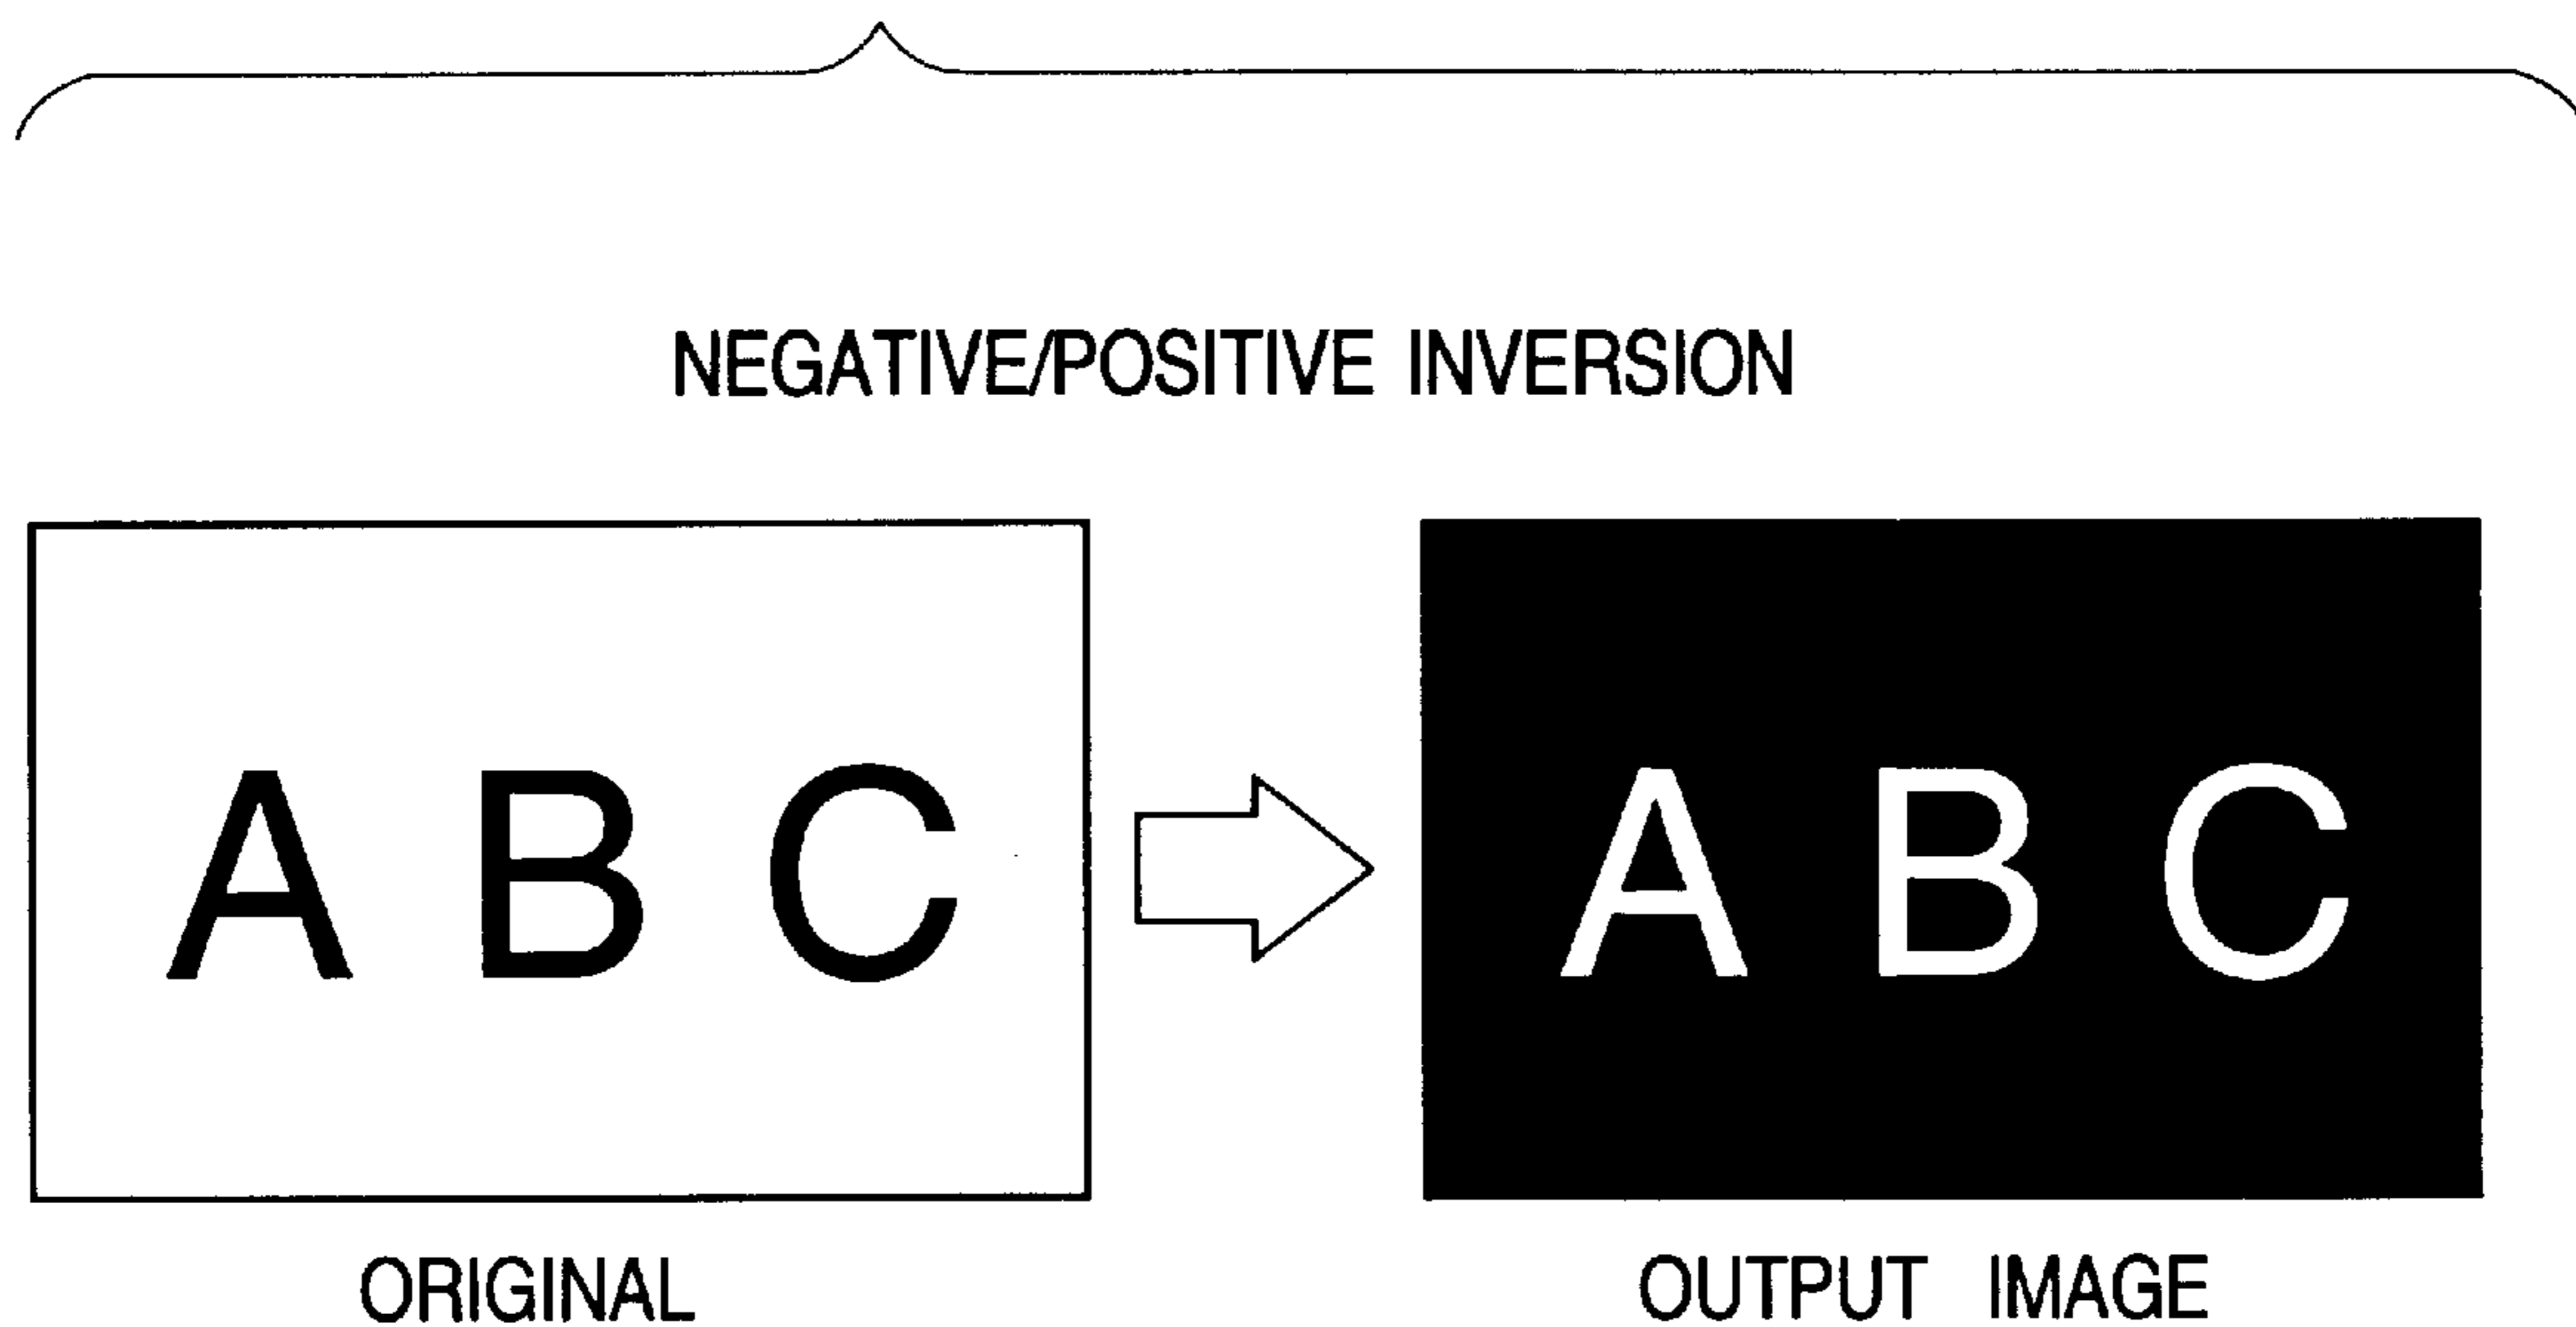 NEGATIVE/POSITIVE INVERSION
A B C
A B C
ORIGINAL
OUTPUT IMAGE